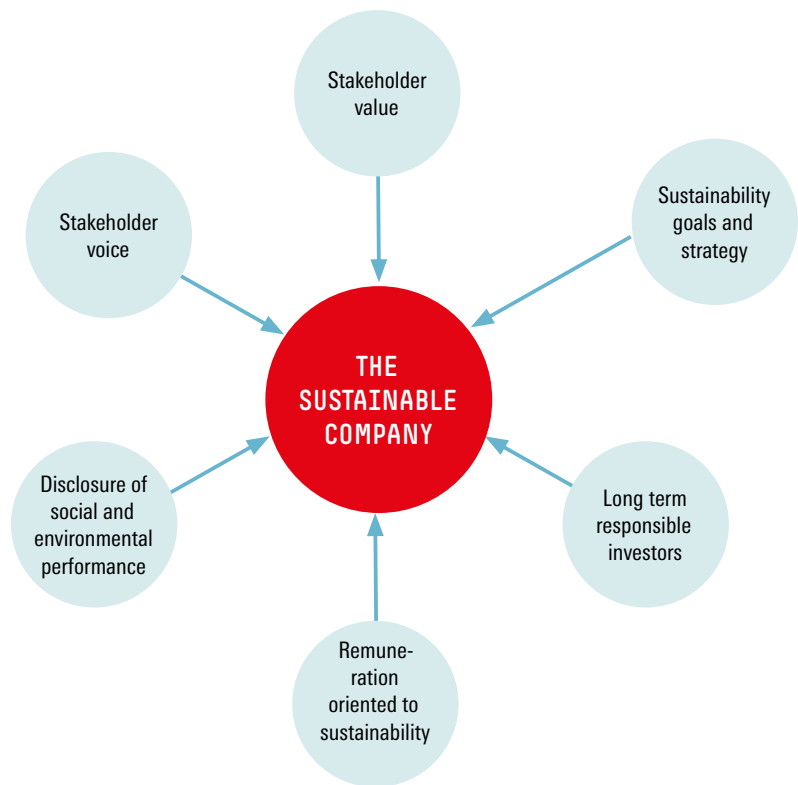 Stakeholder
value
Sustainability
goals and
strategy
Stakeholder
voice
THE
SUSTAINABLE
COMPANY
Disclosure of
social and
environmental
performance
Long term
responsible
investors
Remune-
ration
oriented to
sustainability